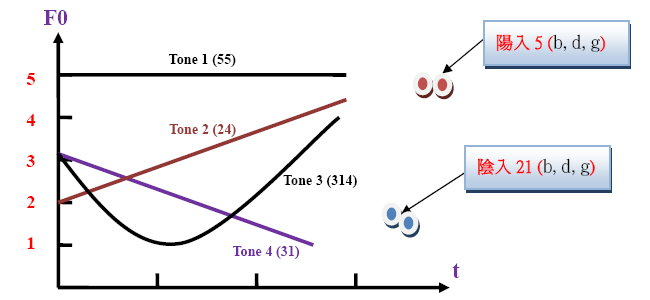 F0
Tone 1 (55)
陽入 5 (b, d, g)
5
4
Tone 2 (24)
3
陰入 21 (b, d, g)
Tone 3 (314)
2
1
Tone 4 (31)
t